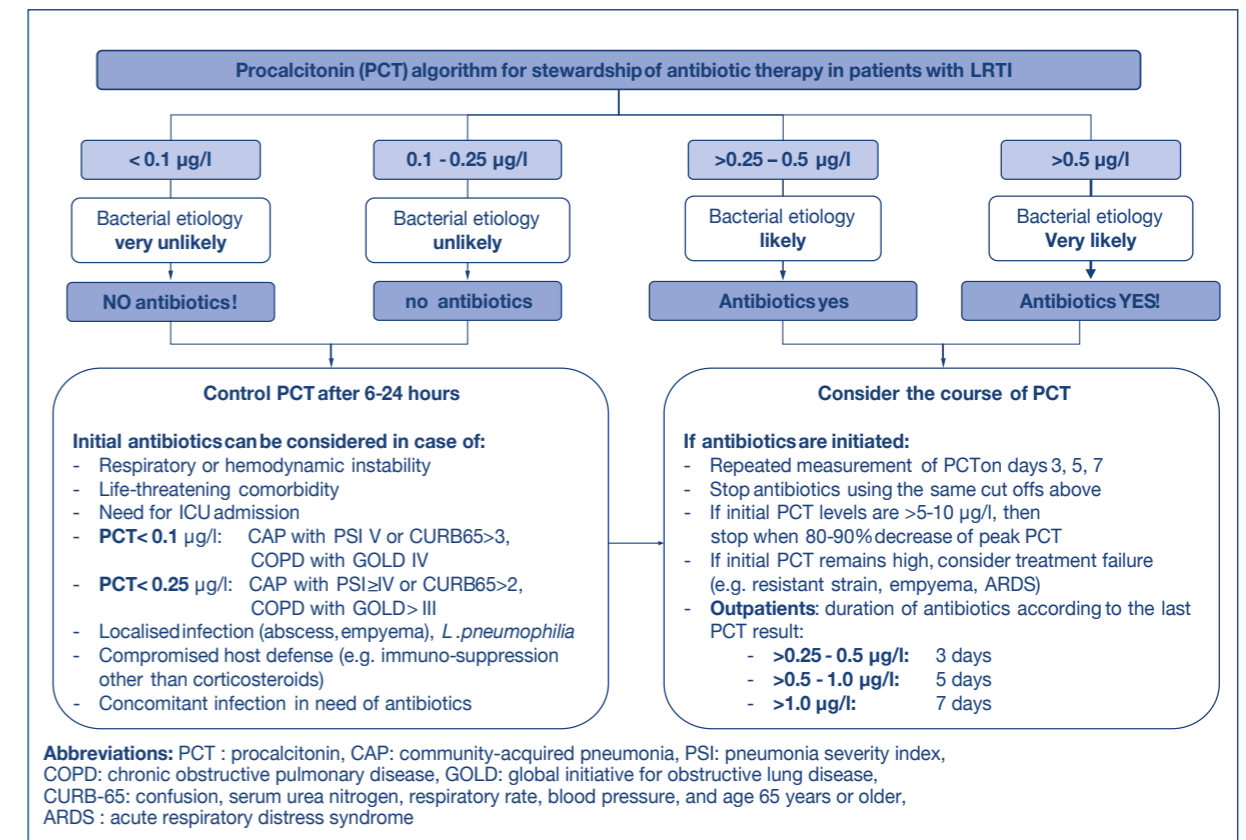 Procalcitonin (PCT) algorithm for stewardship of antibiotic therapy in patients with LRTI
< 0.1 µg/l
0.1 - 0.25 µg/l
>0.25 – 0.5 µg/l
>0.5 µg/l
Bacterial etiology
very unlikely
Bacterial etiology
unlikely
Bacterial etiology
likely
Bacterial etiology
Very likely
NO antibiotics!
no antibiotics
Antibiotics yes
Antibiotics YES!
Control PCT after 6-24 hours
Initial antibiotics can be considered in case of:
- Respiratory or hemodynamic instability
- Life-threatening comorbidity
- Need for ICU admission
- PCT< 0.1 µg/l: CAP with PSI V or CURB65>3,
COPD with GOLD IV
- PCT< 0.25 µg/l: CAP with PSI≥IV or CURB65>2,
COPD with GOLD> III
- Localised infection (abscess, empyema), L.pneumophilia
- Compromised host defense (e.g. immuno-suppression
other than corticosteroids)
- Concomitant infection in need of antibiotics
Consider the course of PCT
If antibiotics are initiated:
- Repeated measurement of PCT on days 3, 5, 7
- Stop antibiotics using the same cut offs above
- If initial PCT levels are >5-10 µg/l, then
stop when 80-90% decrease of peak PCT
- If initial PCT remains high, consider treatment failure
(e.g. resistant strain, empyema, ARDS)
- Outpatients: duration of antibiotics according to the last
PCT result:
- >0.25 - 0.5 µg/l: 3 days
- >0.5 - 1.0 µg/l: 5 days
- >1.0 µg/l: 7 days
Abbreviations: PCT : procalcitonin, CAP: community-acquired pneumonia, PSI: pneumonia severity index,
COPD: chronic obstructive pulmonary disease, GOLD: global initiative for obstructive lung disease,
CURB-65: confusion, serum urea nitrogen, respiratory rate, blood pressure, and age 65 years or older,
ARDS : acute respiratory distress syndrome